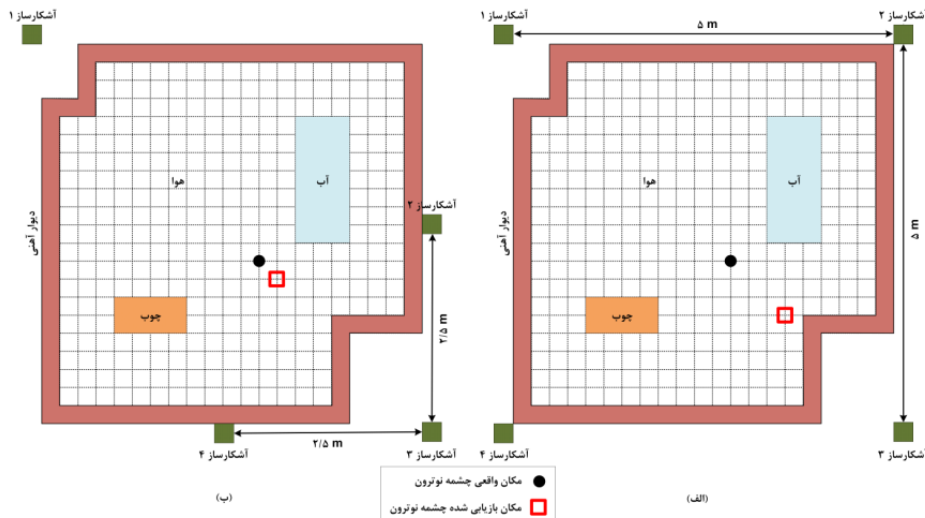 آشکارساز ۱
آشکارساز ۱
آشکارساز ۲
۵ m
هوا
آب
هوا
آب
دیوار آهنی
دیوار آهنی
آشکارساز ۲
۵ m
چوب
چوب
۲/۵ m
۲/۵ m
آشکارساز ۴
آشکارساز ۳
آشکارساز ۴
آشکارساز ۳
مکان واقعی چشمه نوترون
مکان بازیابی شده چشمه نوترون
(ب)
(الف)